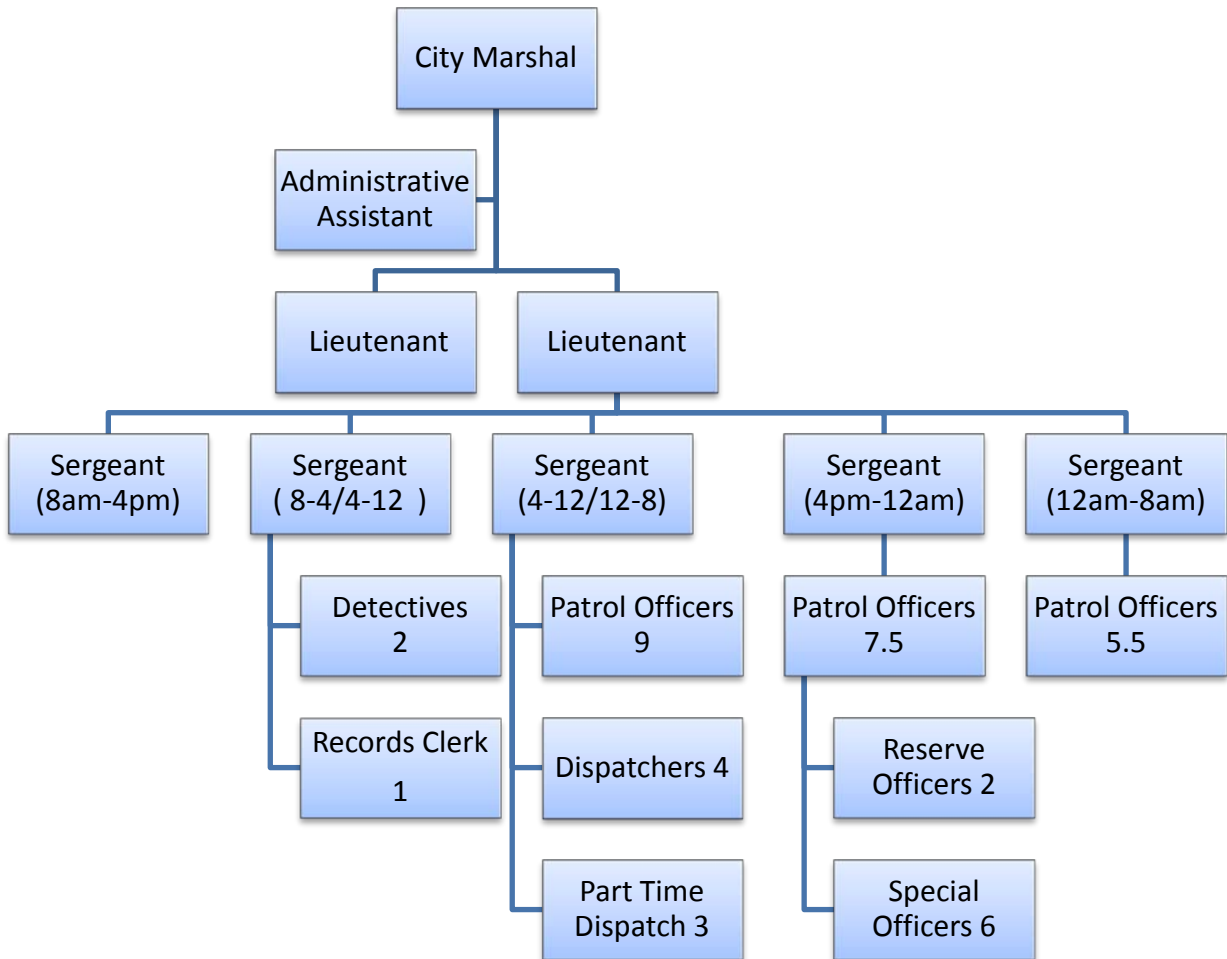 City Marshal
Administrative
Assistant
Lieutenant
Lieutenant
Sergeant
(8am-4pm)
Sergeant
( 8-4/4-12 )
Sergeant
(4-12/12-8)
Sergeant
(4pm-12am)
Sergeant
(12am-8am)
Detectives
2
Patrol Officers
9
Patrol Officers
7.5
Patrol Officers
5.5
Records Clerk
1
Dispatchers 4
Reserve
Officers 2
Part Time
Dispatch 3
Special
Officers 6